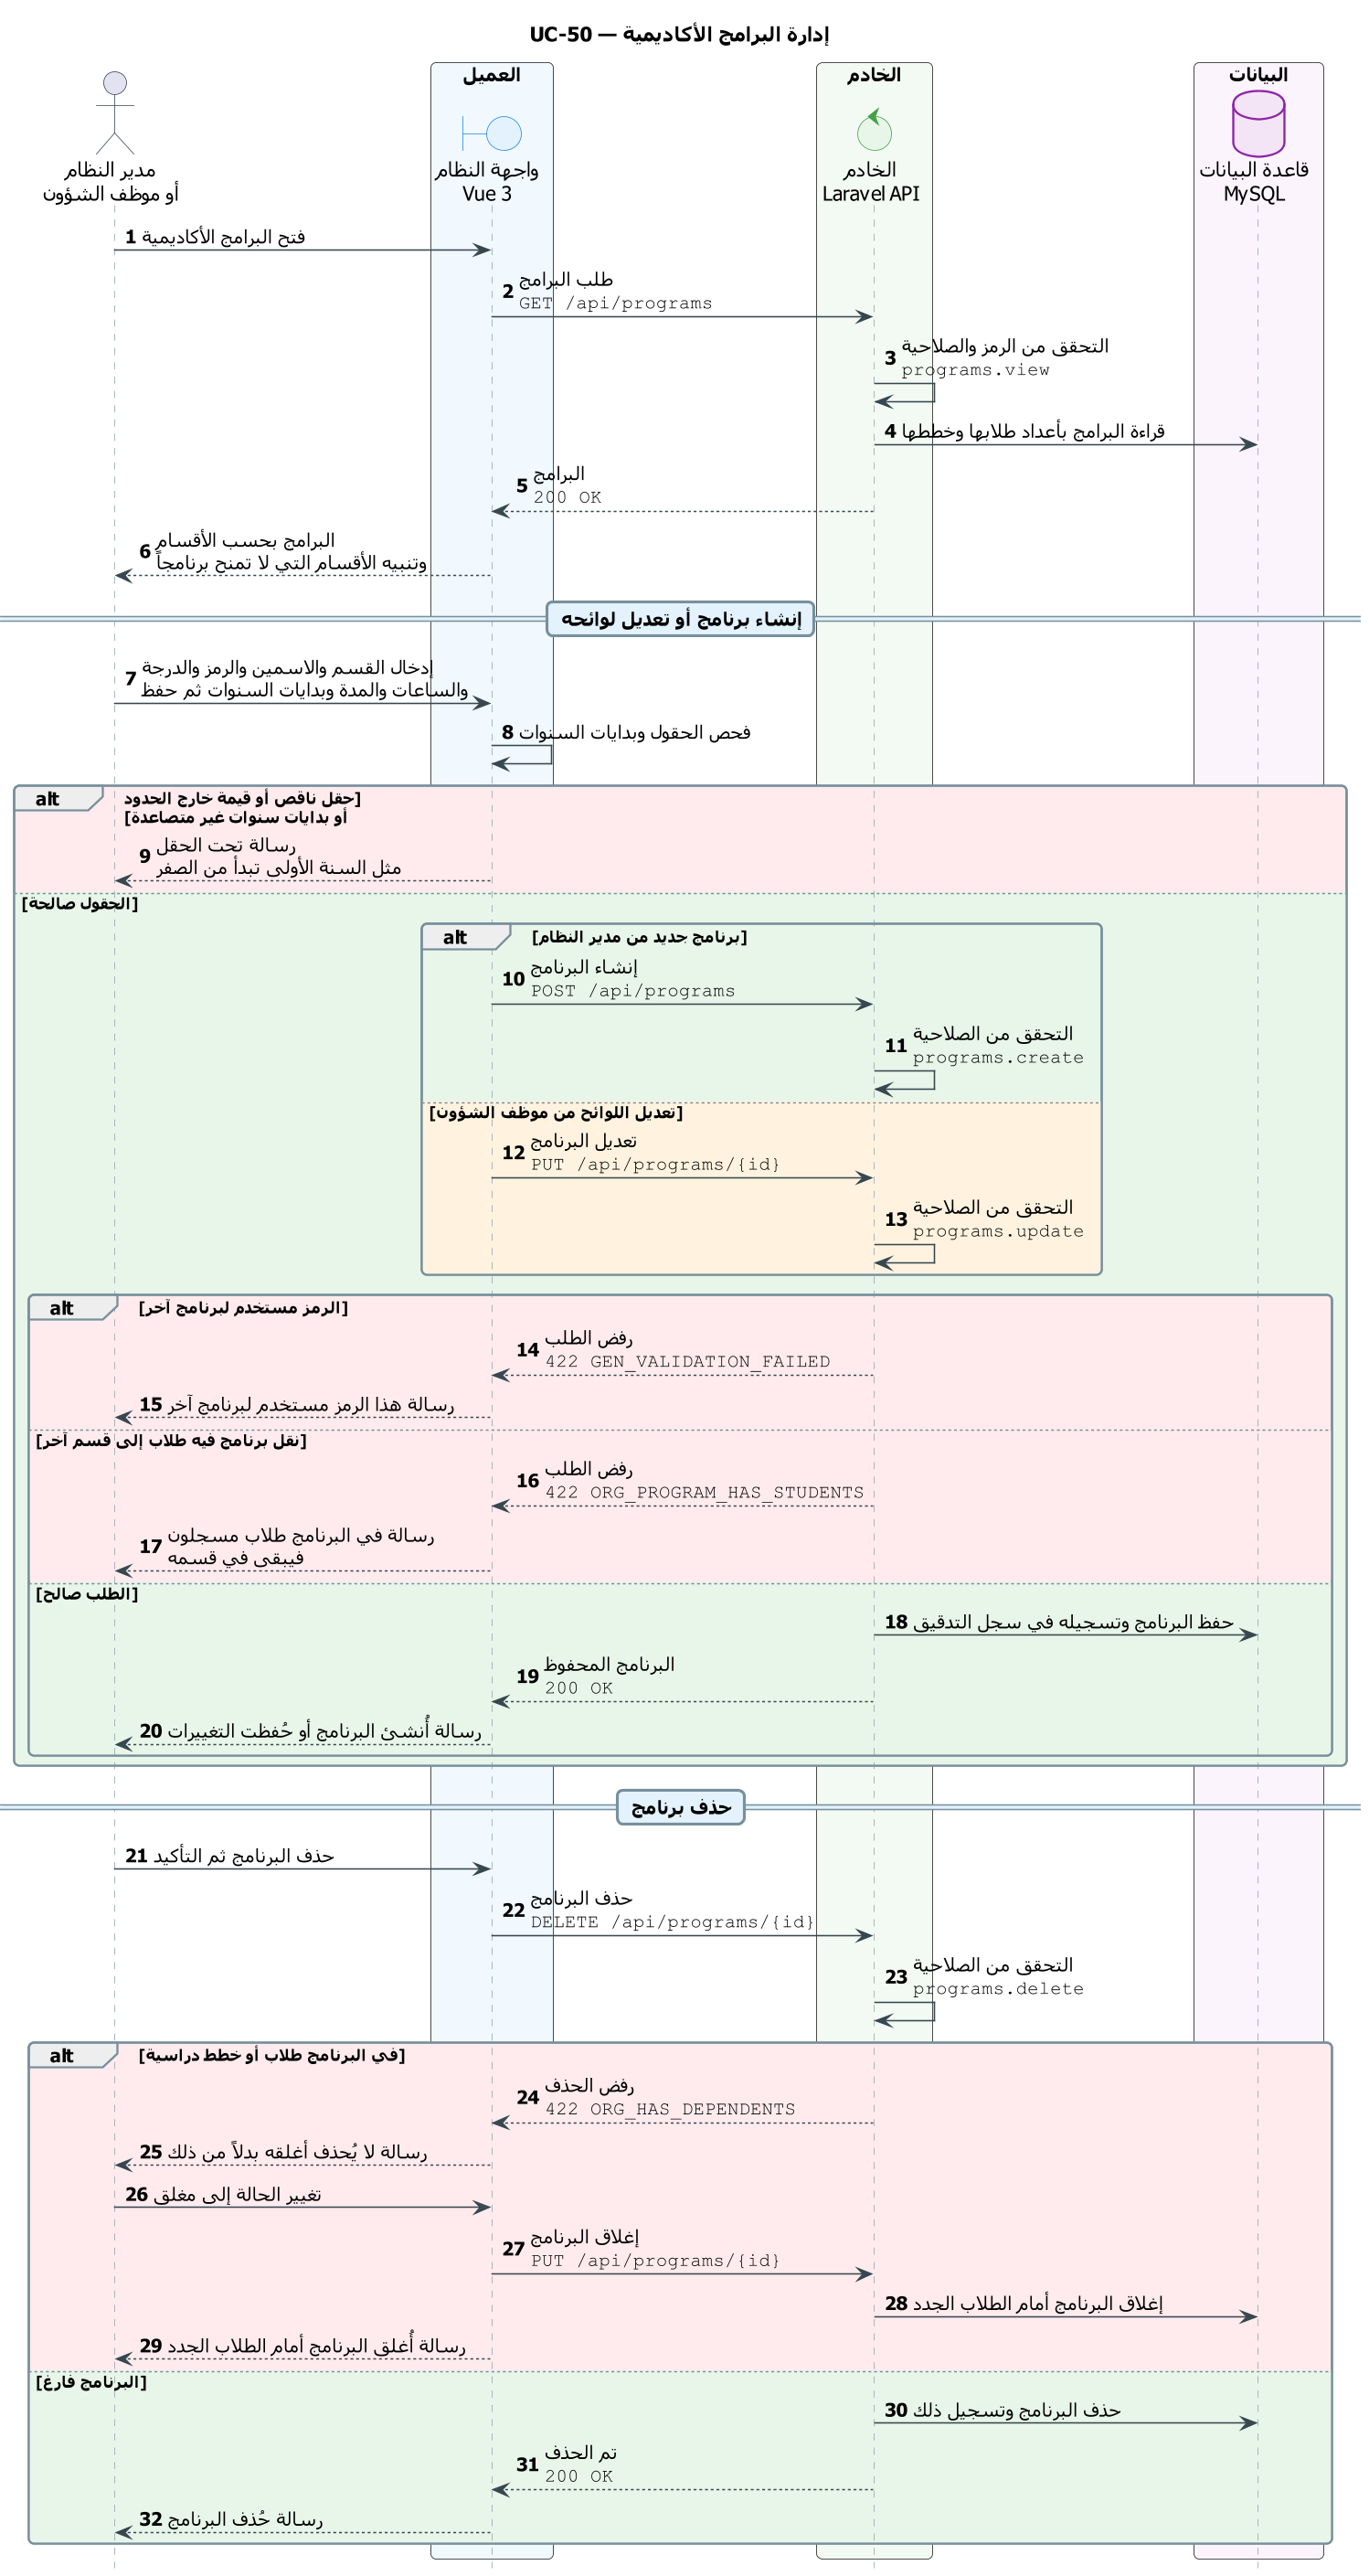 UC-50 — إدارة البرامج الأكاديمية
العميل
الخادم
البيانات
مدير النظام
أو موظف الشؤون
واجهة النظام
Vue 3
الخادم
Laravel API
قاعدة البيانات
MySQL
1 فتح البرامج الأكاديمية
2 طلب البرامج
GET /api/programs
3 التحقق من الرمز والصلاحية
programs.view
4 قراءة البرامج بأعداد طلابها وخططها
5 البرامج
200 OK
6 البرامج بحسب الأقسام
وتنبيه الأقسام التي لا تمنح برنامجاً
إنشاء برنامج أو تعديل لوائحه
7 إدخال القسم والاسمين والرمز والدرجة
والساعات والمدة وبدايات السنوات ثم حفظ
8 فحص الحقول وبدايات السنوات
alt [حقل ناقص أو قيمة خارج الحدود
أو بدايات سنوات غير متصاعدة]
9 رسالة تحت الحقل
مثل السنة الأولى تبدأ من الصفر
[الحقول صالحة]
alt [برنامج جديد من مدير النظام]
10 إنشاء البرنامج
POST /api/programs
11 التحقق من الصلاحية
programs.create
[تعديل اللوائح من موظف الشؤون]
12 تعديل البرنامج
PUT /api/programs/{id}
13 التحقق من الصلاحية
programs.update
alt [الرمز مستخدم لبرنامج آخر]
14 رفض الطلب
422 GEN_VALIDATION_FAILED
15 رسالة هذا الرمز مستخدم لبرنامج آخر
[نقل برنامج فيه طلاب إلى قسم آخر]
16 رفض الطلب
422 ORG_PROGRAM_HAS_STUDENTS
17 رسالة في البرنامج طلاب مسجلون
فيبقى في قسمه
[الطلب صالح]
18 حفظ البرنامج وتسجيله في سجل التدقيق
19 البرنامج المحفوظ
200 OK
20 رسالة أُنشئ البرنامج أو حُفظت التغييرات
حذف برنامج
21 حذف البرنامج ثم التأكيد
22 حذف البرنامج
DELETE /api/programs/{id}
23 التحقق من الصلاحية
programs.delete
alt [في البرنامج طلاب أو خطط دراسية]
24 رفض الحذف
422 ORG_HAS_DEPENDENTS
25 رسالة لا يُحذف أغلقه بدلاً من ذلك
26 تغيير الحالة إلى مغلق
27 إغلاق البرنامج
PUT /api/programs/{id}
28 إغلاق البرنامج أمام الطلاب الجدد
29 رسالة أُغلق البرنامج أمام الطلاب الجدد
[البرنامج فارغ]
30 حذف البرنامج وتسجيل ذلك
31 تم الحذف
200 OK
32 رسالة حُذف البرنامج